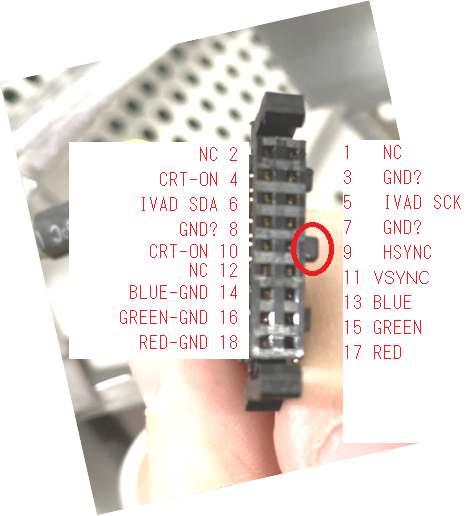 NC 2
CRT-ON 4
IVAD SDA 6
GND? 8
CRT-ON 10
NC 12
BLUE-GND 14
GREEN-GND 16
RED-GND 18
1 NC
3 GND?
5 IVAD SCK
7 GND?
9 HSYNC
11 VSYNC
13 BLUE
15 GREEN
17 RED